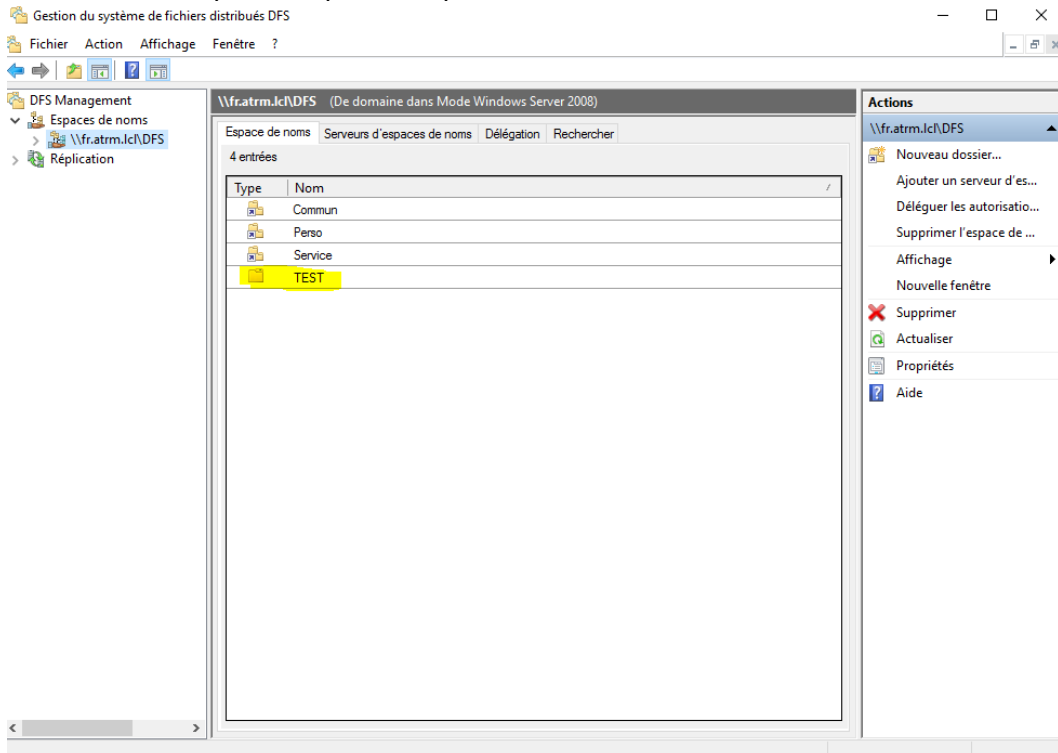 Gestion du système de fichiers distribués DFS
Fichier Action Affichage Fenêtre ?
DFS Management
Espaces de noms
\\fr.atrm.lcl\DFS
Réplication
\\fr.atrm.lcl\DFS (De domaine dans Mode Windows Server 2008)
Espace de noms Serveurs d'espaces de noms Délégation Rechercher
4 entrées
Type Nom
Commun
Perso
Service
TEST
Actions
\\fr.atrm.lcl\DFS
Nouveau dossier...
Ajouter un serveur d'es...
Déléguer les autorisatio...
Supprimer l'espace de ...
Affichage
Nouvelle fenêtre
Supprimer
Actualiser
Propriétés
Aide